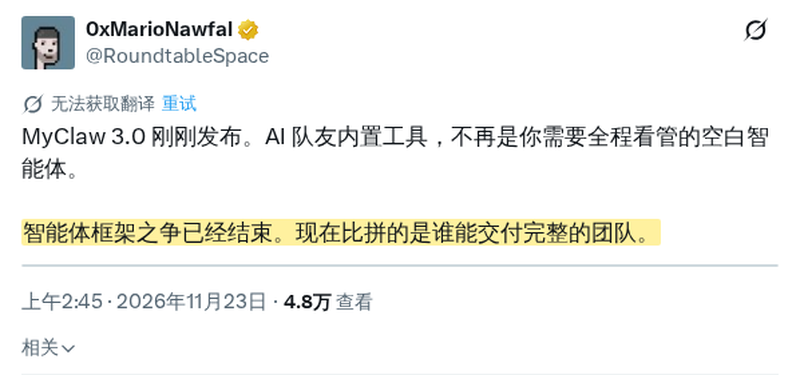 0xMarioNawfal
@RoundtableSpace
无法获取翻译 重试
MyClaw 3.0 刚刚发布。AI 队友内置工具，不再是你需要全程看管的空白智
能体。
智能体框架之争已经结束。现在比拼的是谁能交付完整的团队。
上午2:45 · 2026年11月23日 · 4.8万 查看
相关